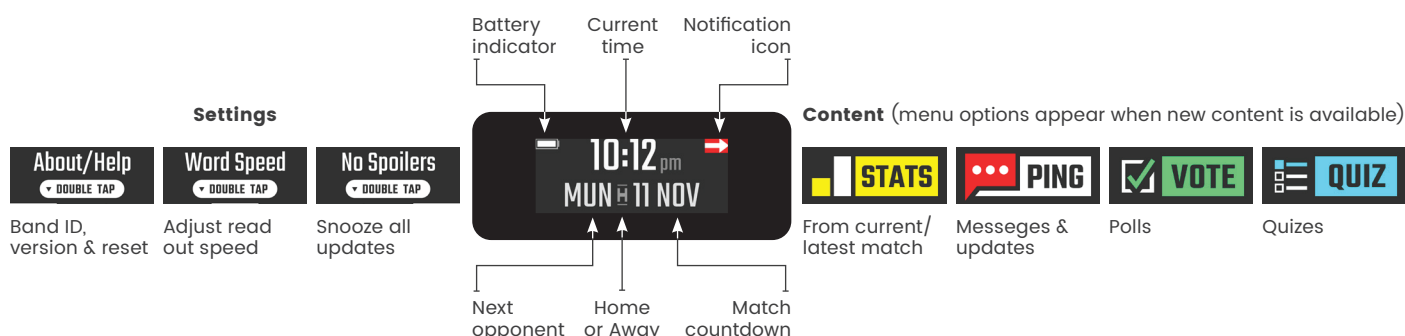 Battery indicator
Current time
Notification icon
Settings
Content (menu options appear when new content is available)
About/Help
DOUBLE TAP
Band ID,
version & reset
Word Speed
DOUBLE TAP
Adjust read
out speed
No Spoilers
DOUBLE TAP
Snooze all
updates
10:12 pm
MUN H 11 NOV
STATS
From current/
latest match
PING
Messeges &
updates
VOTE
Polls
QUIZ
Quizes
Next
opponent
Home
or Away
Match
countdown